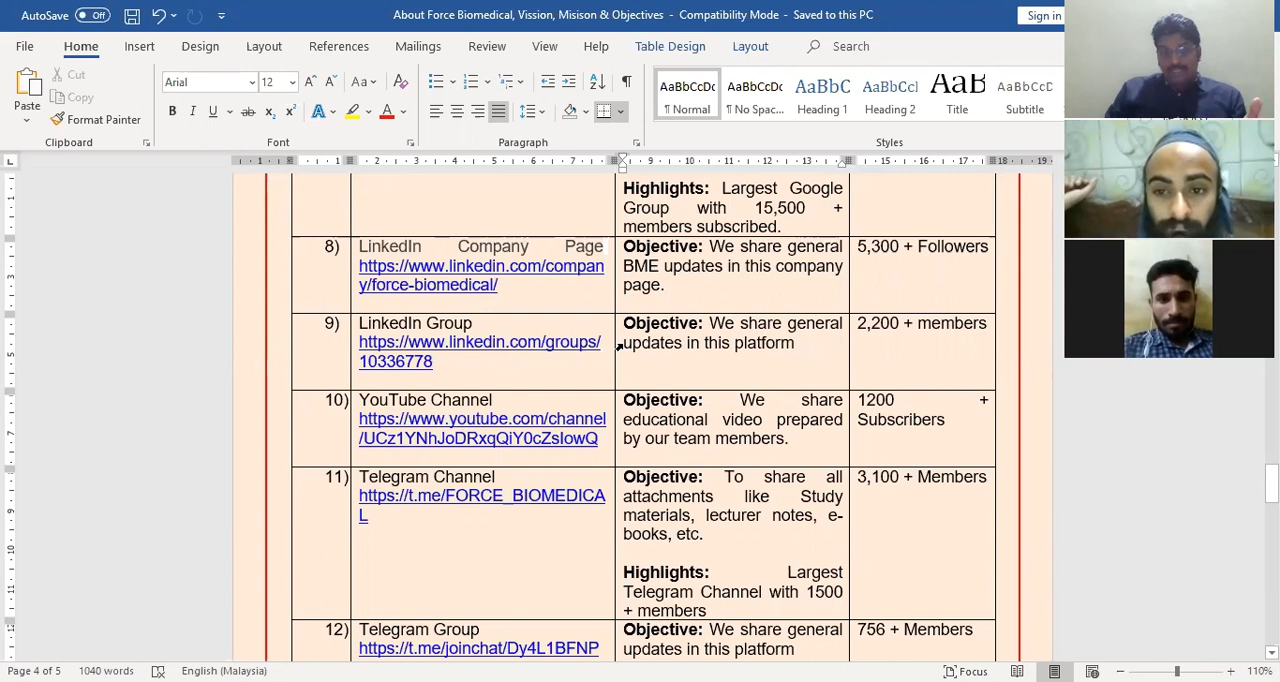 AutoSave Off About Force Biomedical, Vission, Misison & Objectives - Compatibility Mode - Saved to this PC Sign in
File Home Insert Design Layout References Mailings Review View Help Table Design Layout Search
Paste
Cut
Copy
Format Painter
Arial 12
AaBbCcDc AaBbCcDc AaBbC AaBbCcD AaB AaBbCcD
¶ Normal ¶ No Spac... Heading 1 Heading 2 Title Subtitle
Clipboard Font Paragraph Styles
Highlights: Largest Google
Group with 15,500 +
members subscribed.
8) LinkedIn Company Page
https://www.linkedin.com/compan
y/force-biomedical/
Objective: We share general
BME updates in this company
page.
5,300 + Followers
9) LinkedIn Group
https://www.linkedin.com/groups/
10336778
Objective: We share general
updates in this platform
2,200 + members
10) YouTube Channel
https://www.youtube.com/channel
/UCz1YNhJoDRxqQiY0cZsIowQ
Objective: We share
educational video prepared
by our team members.
1200 +
Subscribers
11) Telegram Channel
https://t.me/FORCE_BIOMEDICA
L
Objective: To share all
attachments like Study
materials, lecturer notes, e-
books, etc.
Highlights: Largest
Telegram Channel with 1500
+ members
3,100 + Members
12) Telegram Group
https://t.me/joinchat/Dy4L1BFNP
Objective: We share general
updates in this platform
756 + Members
Page 4 of 5 1040 words English (Malaysia) Focus 110%